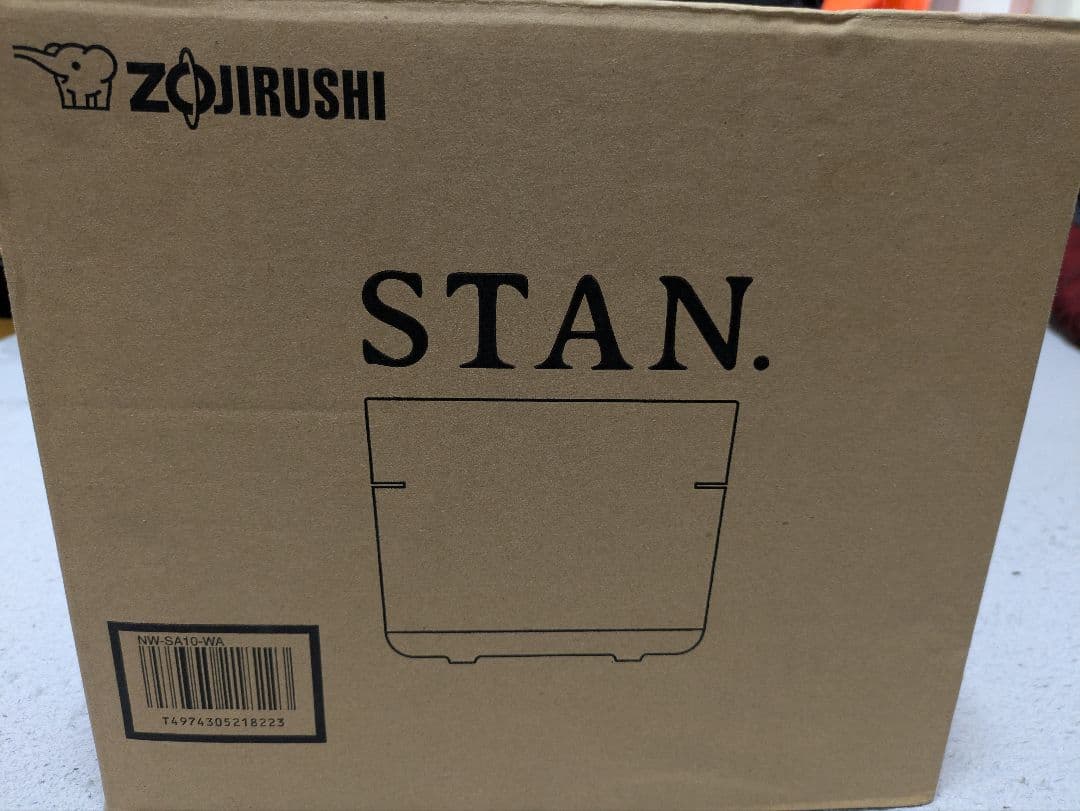 ZOJIRUSHI
STAN.
NW-SA10-WA
T4974305218223